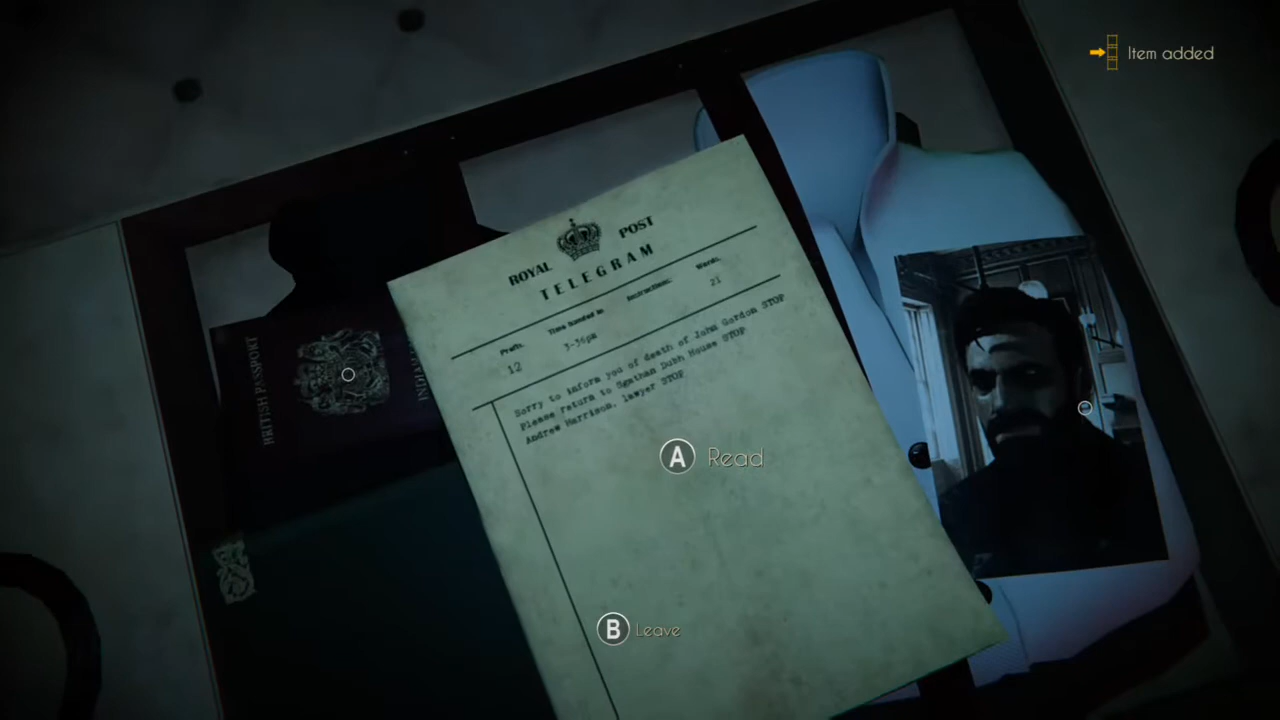 Item added
ROYAL POST
TELEGRAM
Prefix. Time handed in Instructions: Words.
12 3-36pm 21
Sorry to inform you of death of John Gordon STOP
Please return to Sgathan Dubh House STOP
Andrew Harrison, lawyer STOP
BRITISH PASSPORT
A Read
B Leave